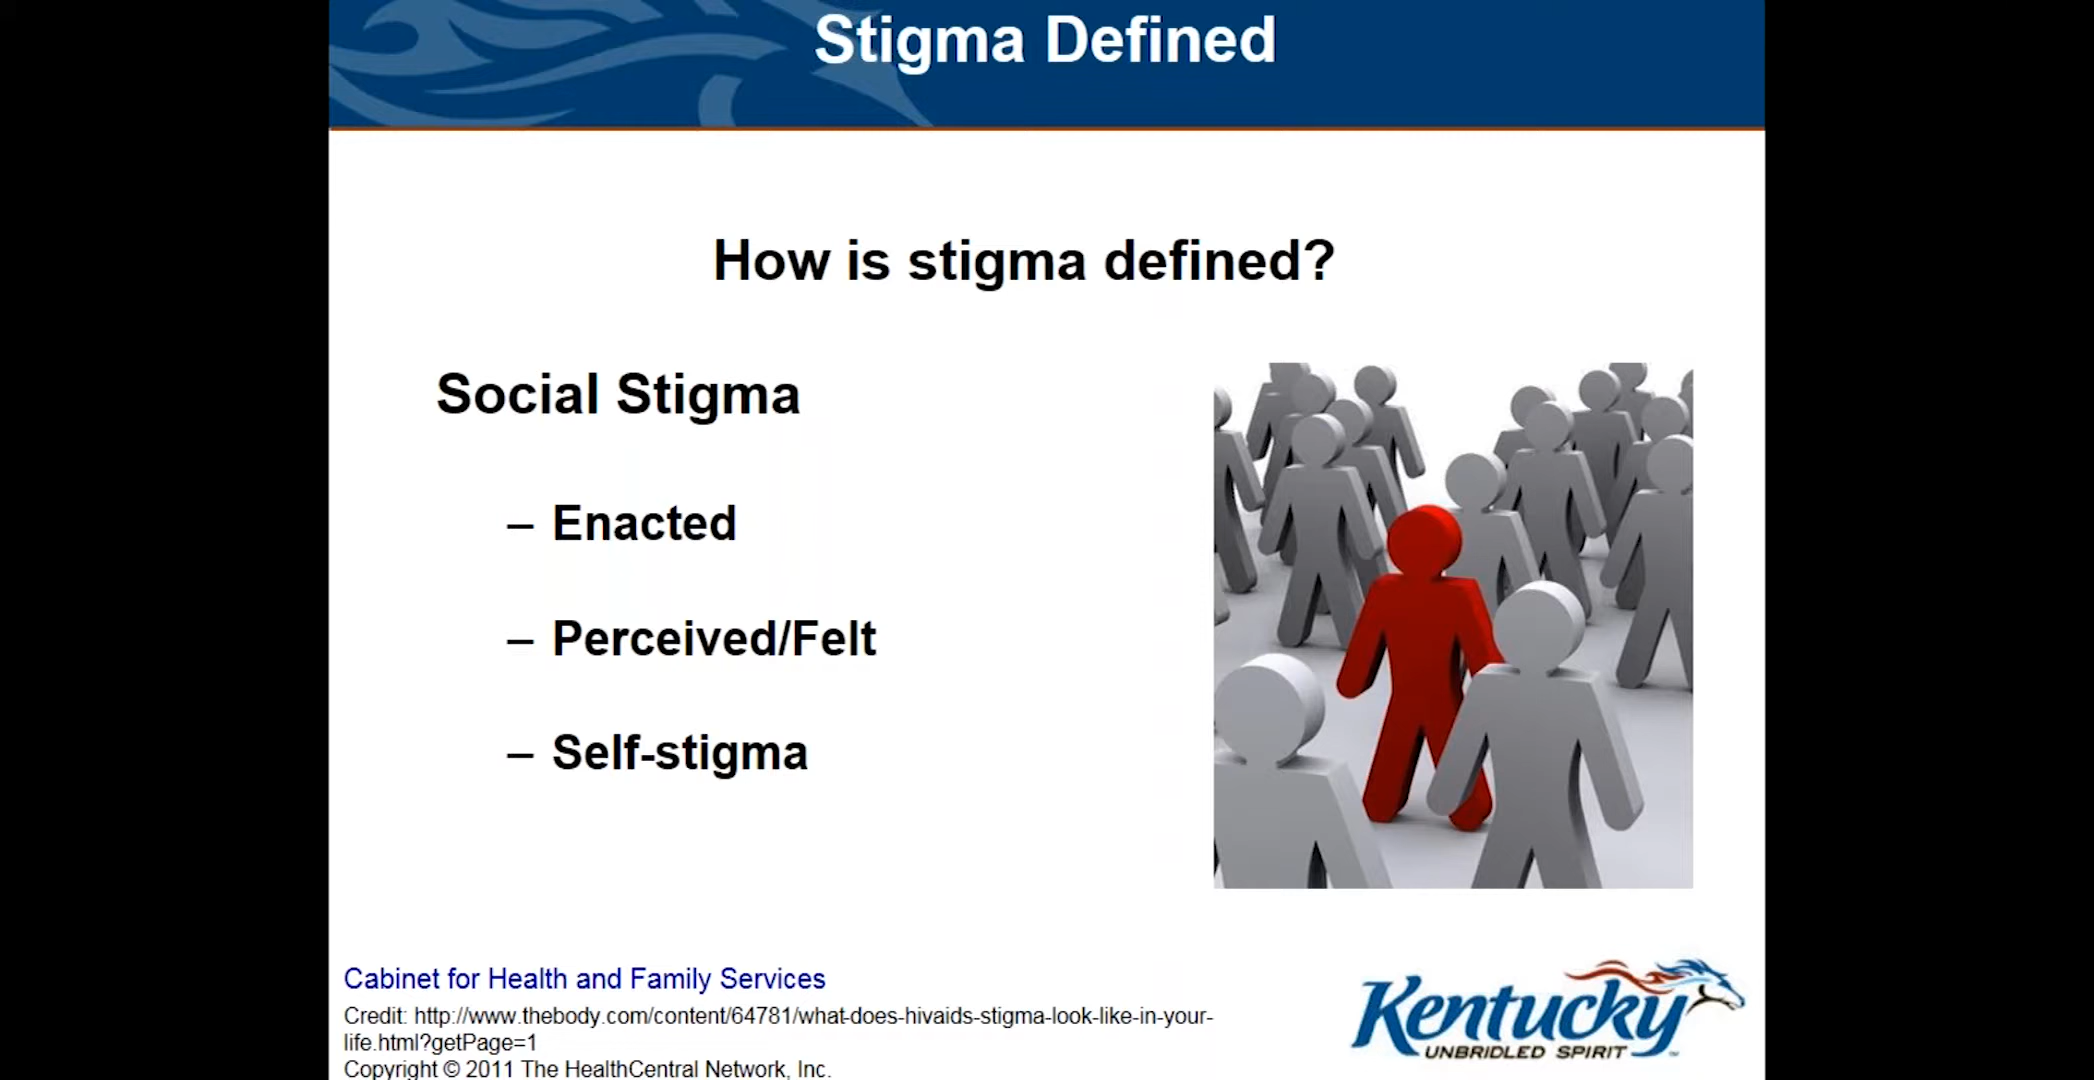 Stigma Defined
How is stigma defined?
Social Stigma
– Enacted
– Perceived/Felt
– Self-stigma
Cabinet for Health and Family Services
Credit: http://www.thebody.com/content/64781/what-does-hivaids-stigma-look-like-in-your-
life.html?getPage=1
Copyright © 2011 The HealthCentral Network, Inc.
Kentucky
UNBRIDLED SPIRIT™